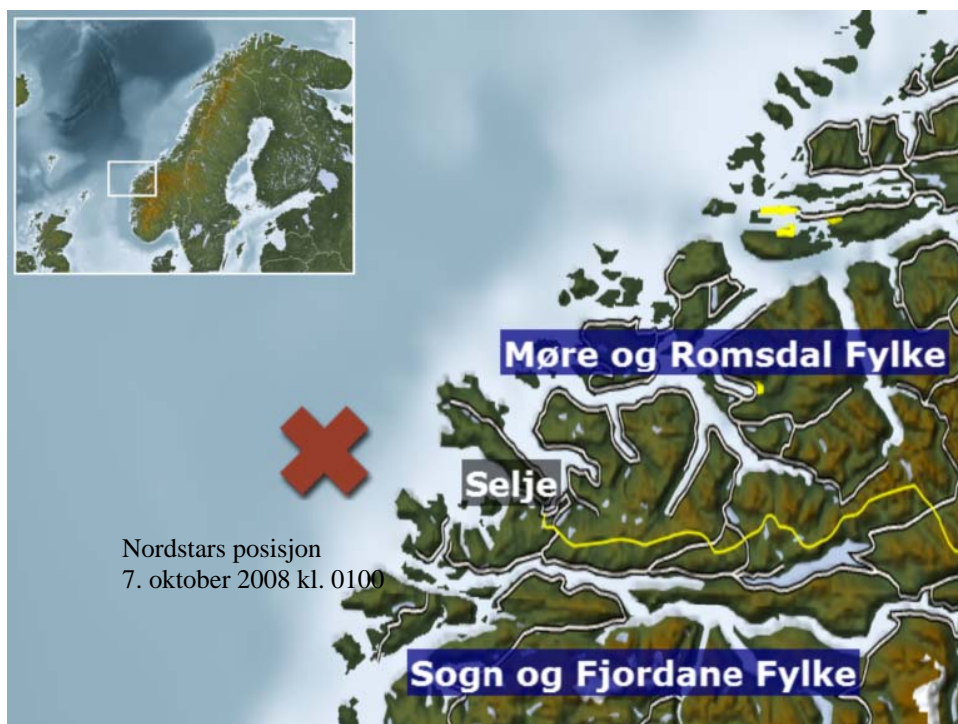 Møre og Romsdal Fylke
Selje
Nordstars posisjon
7. oktober 2008 kl. 0100
Sogn og Fjordane Fylke